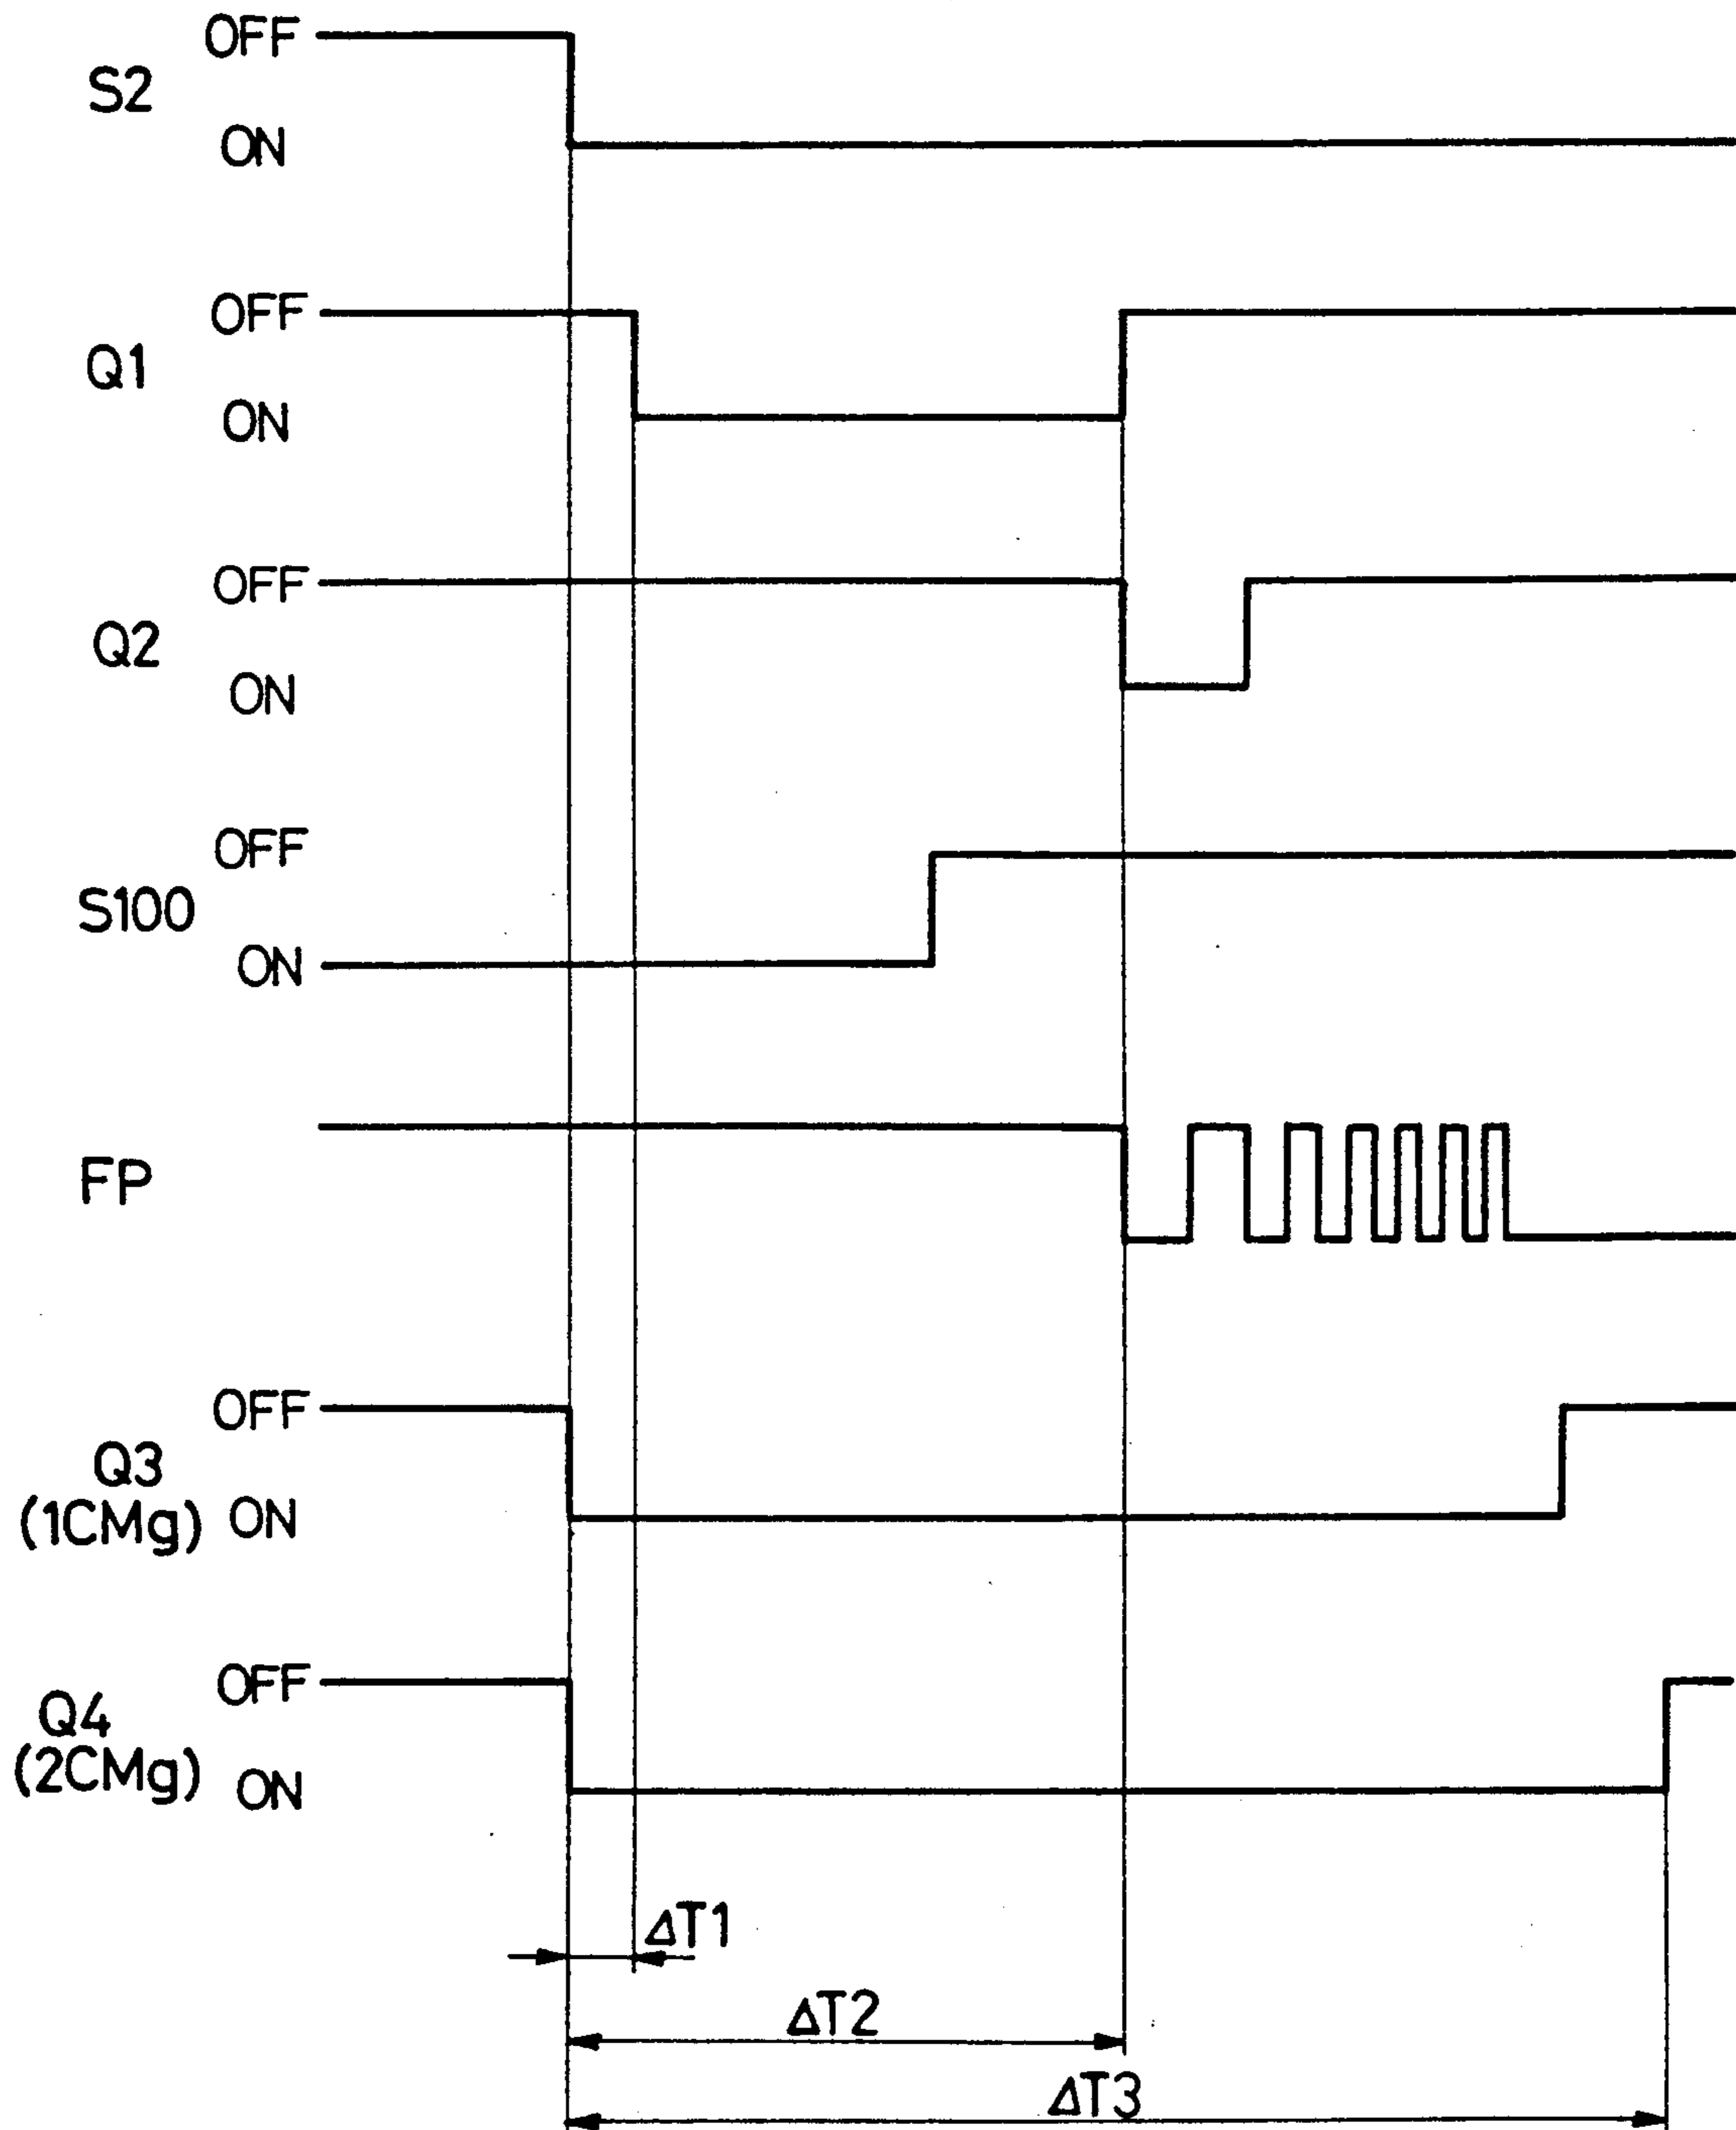 OFF
S2
ON
OFF
Q1
ON
OFF
Q2
ON
OFF
S100
ON
FP
OFF
Q3
(1CMg) ON
OFF
Q4
(2CMg) ON
ΔT1
ΔT2
ΔT3